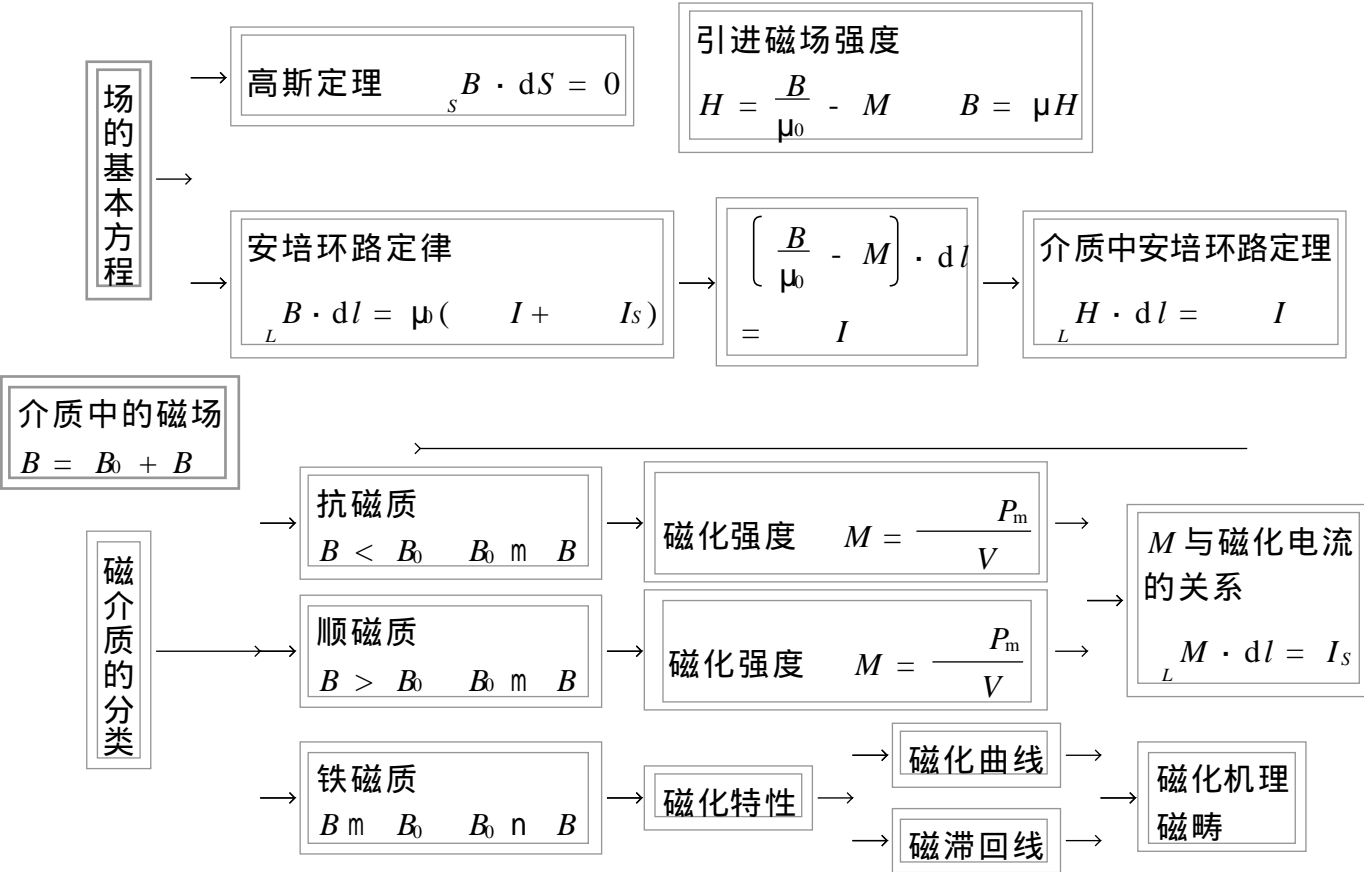 场的基本方程
高斯定理 S B · dS = 0
引进磁场强度
H = B/μ0 - M B = μH
安培环路定律
L B · dl = μ0( I + IS)
( B/μ0 - M ) · dl
= I
介质中安培环路定理
L H · dl = I
介质中的磁场
B = B0 + B
磁介质的分类
抗磁质
B < B0 B0 m B
磁化强度 M = Pm/V
顺磁质
B > B0 B0 m B
磁化强度 M = Pm/V
M 与磁化电流
的关系
L M · dl = IS
铁磁质
B m B0 B0 n B
磁化特性
磁化曲线
磁滞回线
磁化机理
磁畴